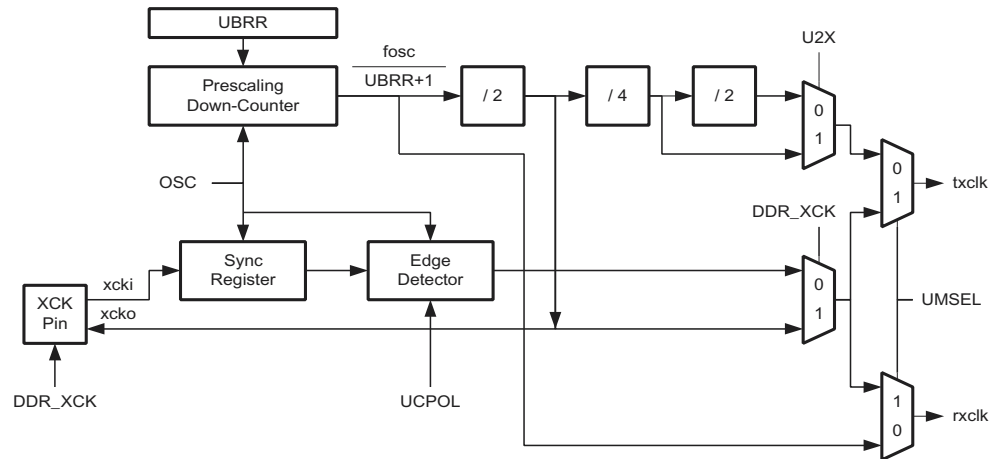 UBRR
Prescaling
Down-Counter
fosc
UBRR+1
/ 2
/ 4
/ 2
U2X
0
1
OSC
0
1
txclk
DDR_XCK
Sync
Register
Edge
Detector
0
1
UMSEL
xcki
XCK
Pin
xcko
DDR_XCK
UCPOL
1
0
rxclk